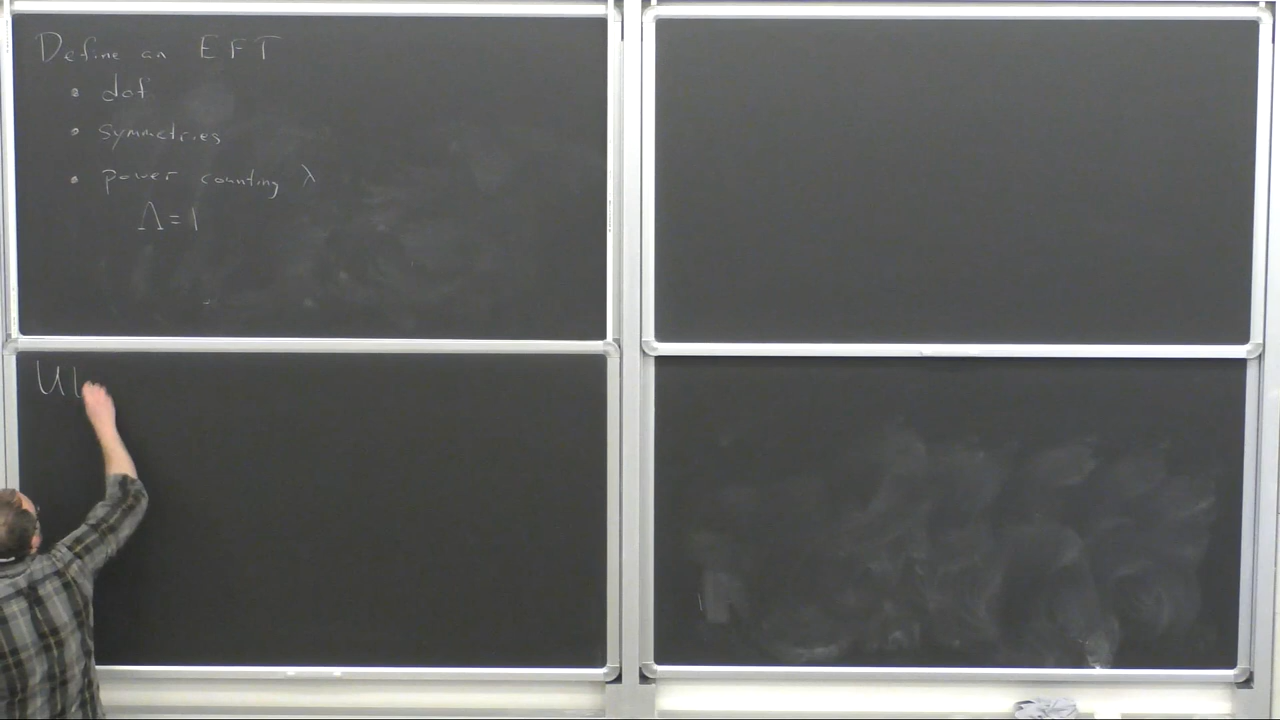 Define an EFT
• dof
• symmetries
• power counting λ
Λ = 1